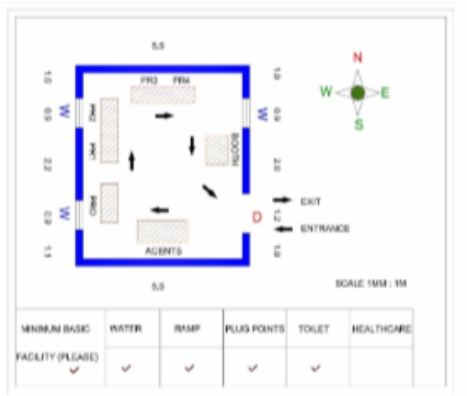 5.5
N
1.0
PR3 PR4
1.0
W
E
0.9
W
W
0.9
PR2
S
BOOTH
2.2
PR1
2.0
EXIT
PRO
D
1.2
0.9
W
ENTRANCE
1.1
AGENTS
1.8
5.5
SCALE 1MM : 1M
MINIMUM BASIC WATER RAMP PLUG POINTS TOILET HEALTHCARE
FACILITY (PLEASE)